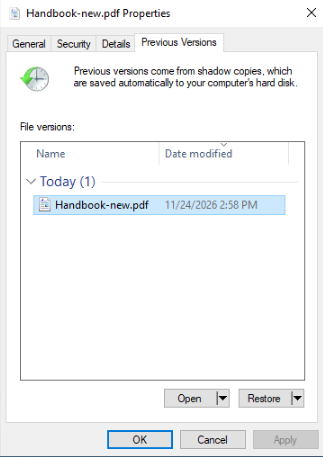 Handbook-new.pdf Properties
General Security Details Previous Versions
Previous versions come from shadow copies, which
are saved automatically to your computer's hard disk.
File versions:
Name Date modified
Today (1)
Handbook-new.pdf 11/24/2026 2:58 PM
Open Restore
OK Cancel Apply